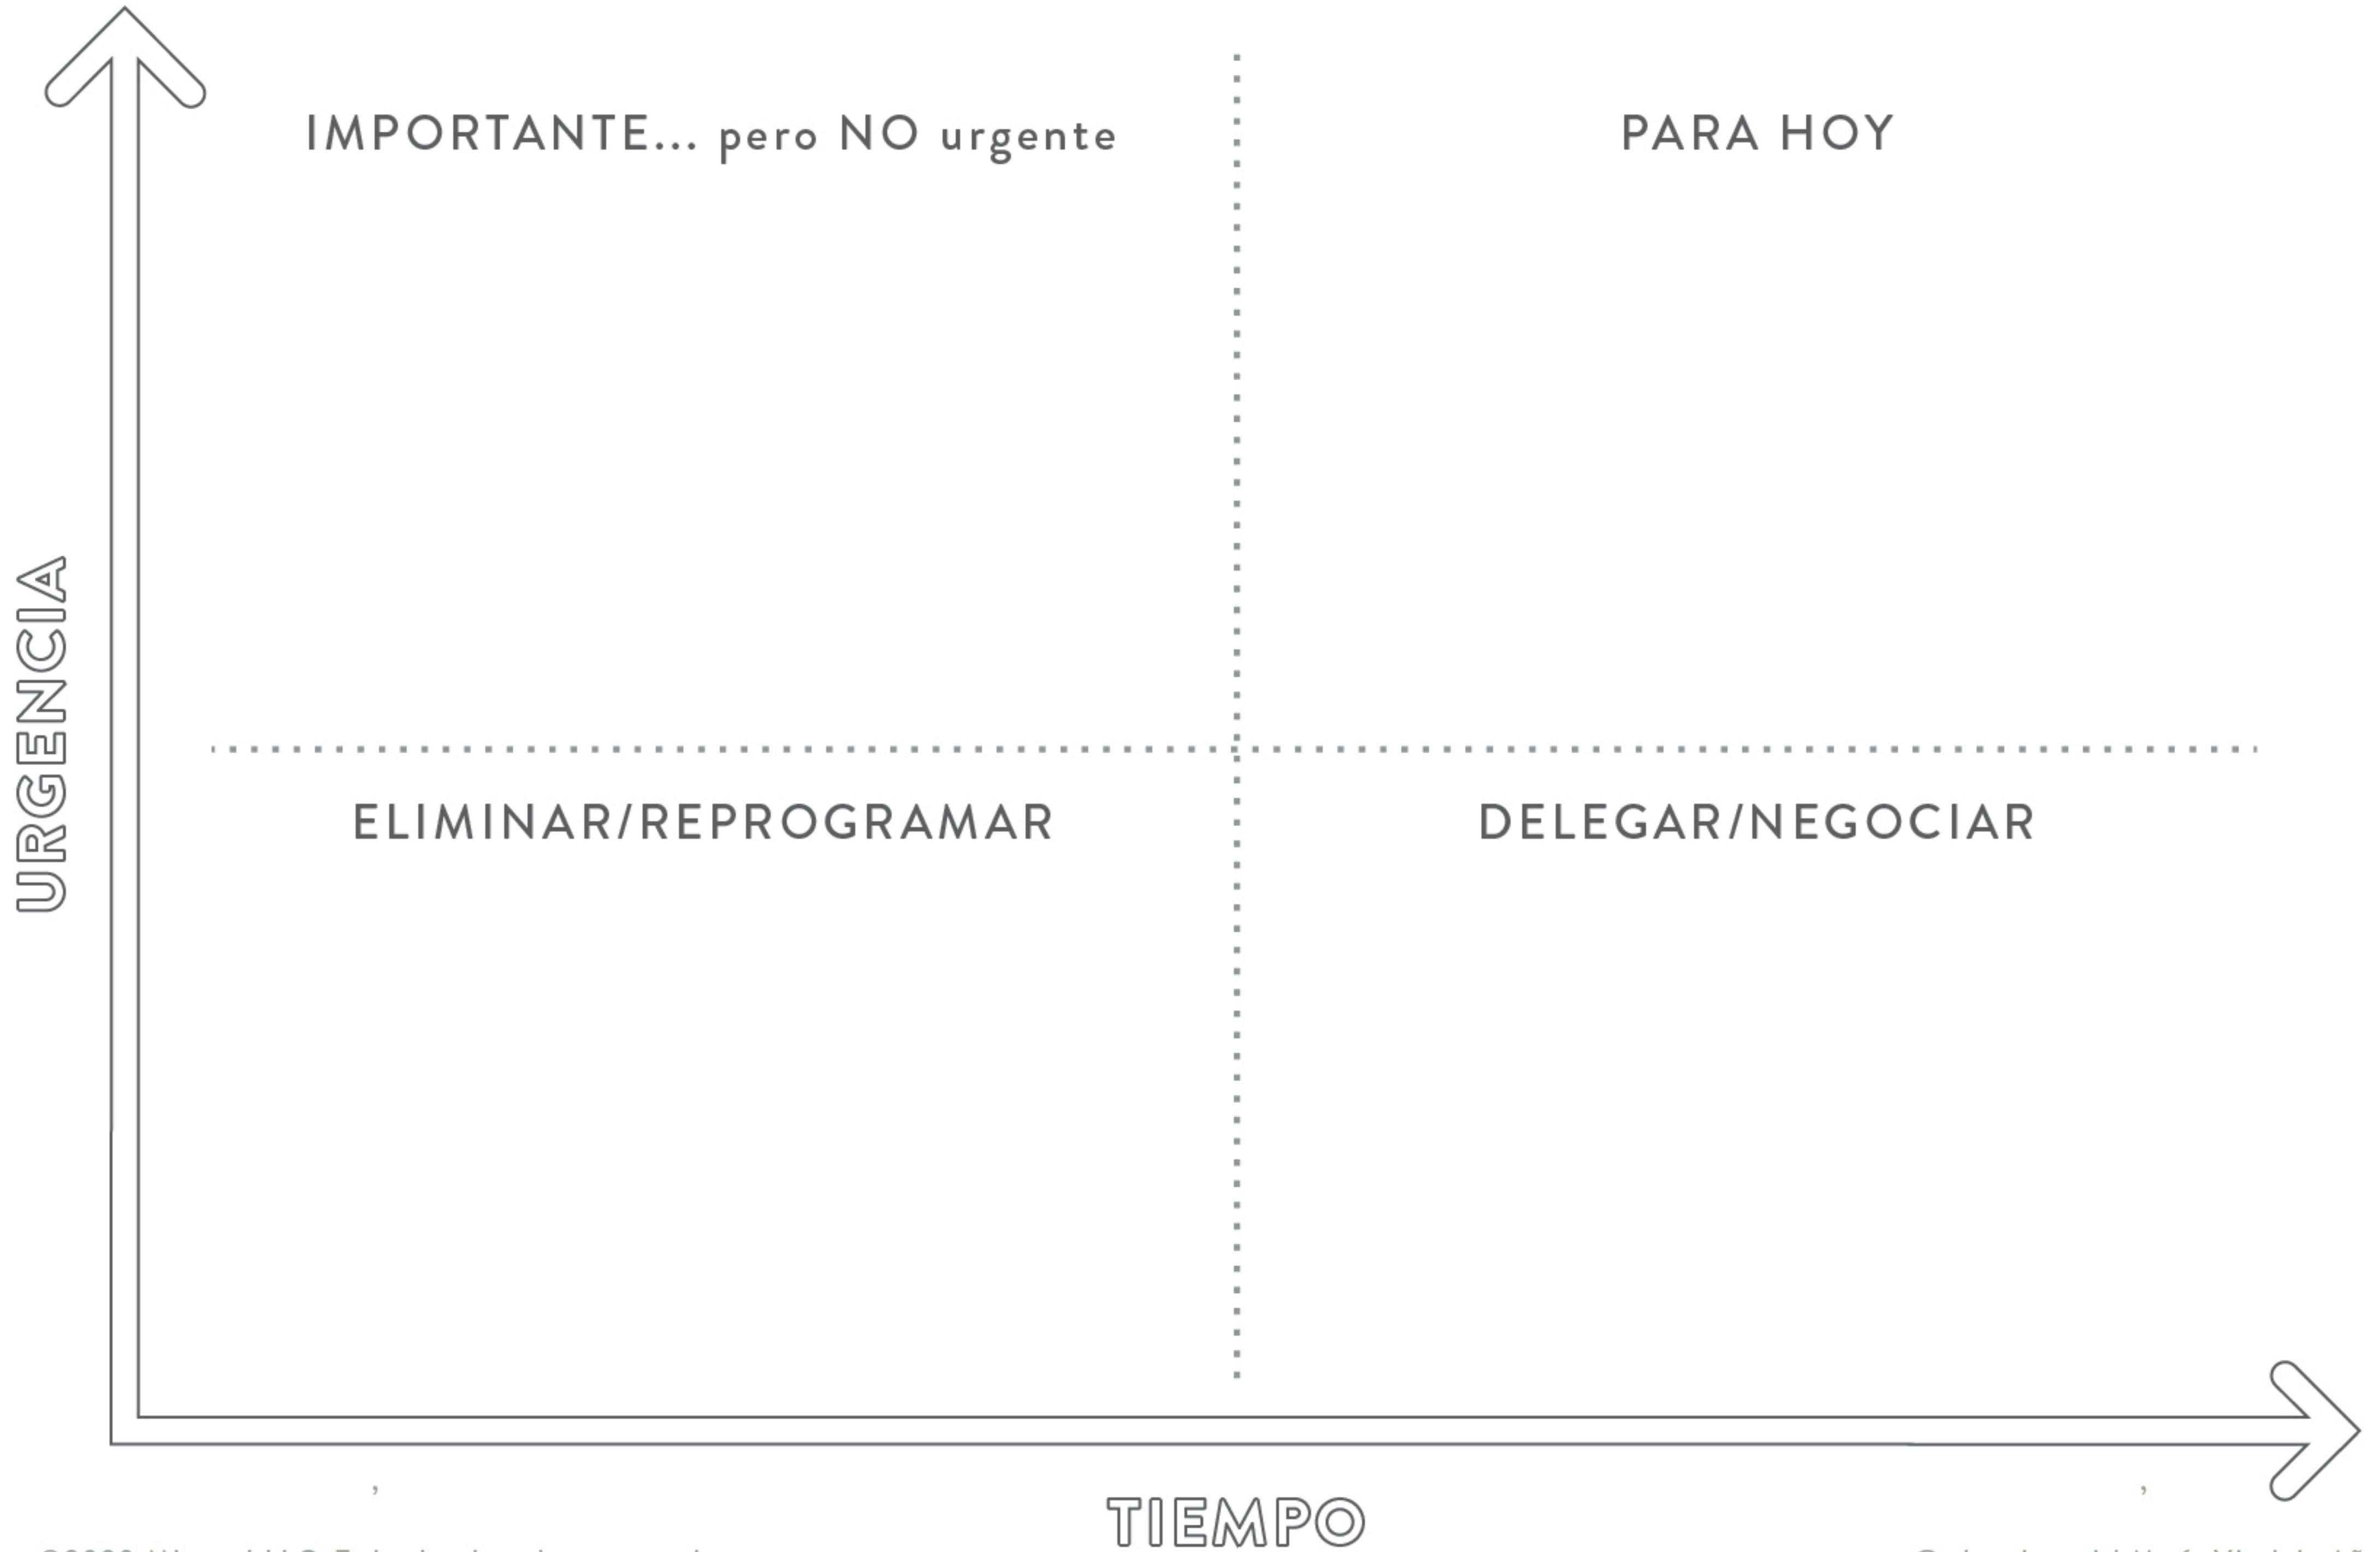 IMPORTANTE... pero NO urgente
PARA HOY
URGENCIA
ELIMINAR/REPROGRAMAR
DELEGAR/NEGOCIAR
TIEMPO